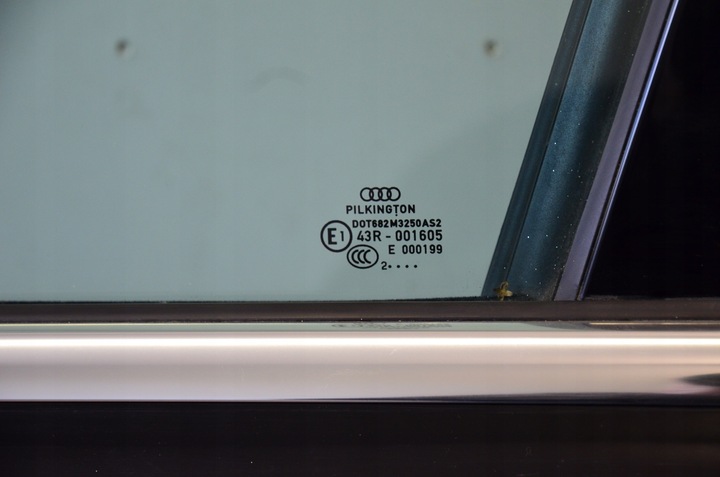 PILKINGTON
DOT682M3250AS2
E1 43R - 001605
E 000199
CCC
2••••